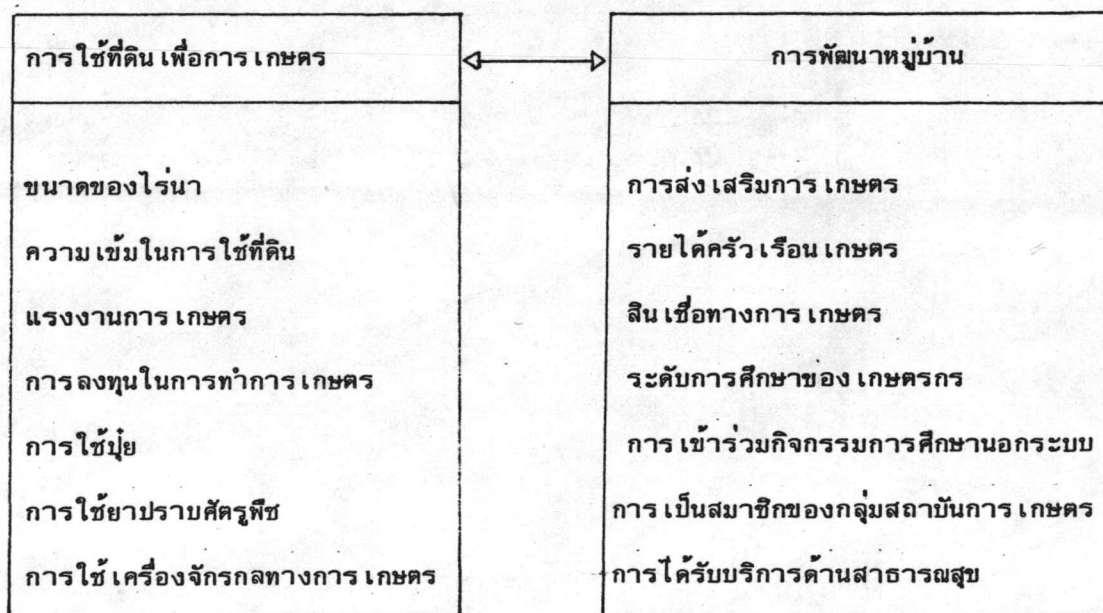 การใช้ที่ดินเพื่อการเกษตร
ขนาดของไร่นา
ความเข้มในการใช้ที่ดิน
แรงงานการเกษตร
การลงทุนในการทำการเกษตร
การใช้ปุ๋ย
การใช้ยาปราบศัตรูพืช
การใช้เครื่องจักรกลทางการเกษตร
การพัฒนาหมู่บ้าน
การส่งเสริมการเกษตร
รายได้ครัวเรือนเกษตร
สินเชื่อทางการเกษตร
ระดับการศึกษาของเกษตรกร
การเข้าร่วมกิจกรรมการศึกษานอกระบบ
การเป็นสมาชิกของกลุ่มสถาบันการเกษตร
การได้รับบริการด้านสาธารณสุข